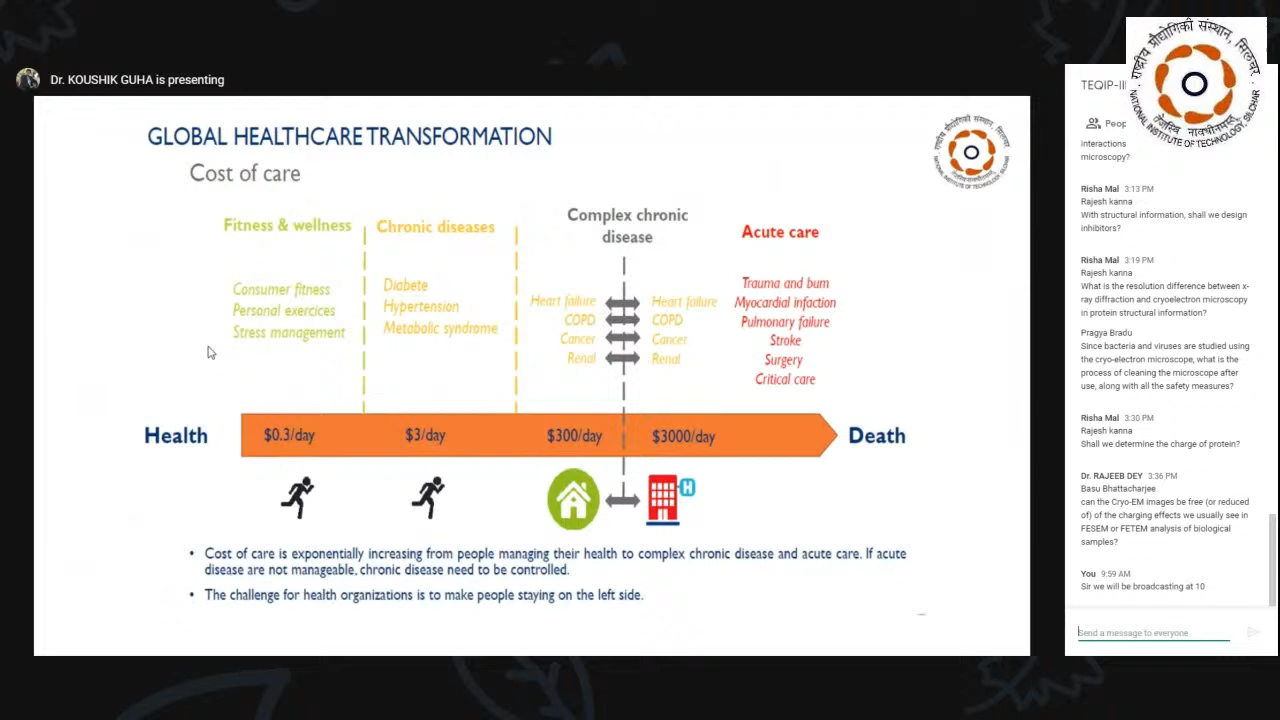 Dr. KOUSHIK GUHA is presenting
GLOBAL HEALTHCARE TRANSFORMATION
Cost of care
Fitness & wellness
Consumer fitness
Personal exercices
Stress management
Chronic diseases
Diabete
Hypertension
Metabolic syndrome
Complex chronic
disease
Heart failure
COPD
Cancer
Renal
Heart failure
COPD
Cancer
Renal
Acute care
Trauma and burn
Myocardial infaction
Pulmonary failure
Stroke
Surgery
Critical care
Health
$0.3/day
$3/day
$300/day
$3000/day
Death
H
• Cost of care is exponentially increasing from people managing their health to complex chronic disease and acute care. If acute
disease are not manageable, chronic disease need to be controlled.
• The challenge for health organizations is to make people staying on the left side.
राष्ट्रीय प्रौद्योगिकी संस्थान, सिलचर
NATIONAL INSTITUTE OF TECHNOLOGY, SILCHAR
TEQIP-III
Peop
interactions
microscopy?
Risha Mal 3:13 PM
Rajesh kanna
With structural information, shall we design
inhibitors?
Risha Mal 3:19 PM
Rajesh kanna
What is the resolution difference between x-
ray diffraction and cryoelectron microscopy
in protein structural information?
Pragya Bradu
Since bacteria and viruses are studied using
the cryo-electron microscope, what is the
process of cleaning the microscope after
use, along with all the safety measures?
Risha Mal 3:30 PM
Rajesh kanna
Shall we determine the charge of protein?
Dr. RAJEEB DEY 3:36 PM
Basu Bhattacharjee
can the Cryo-EM images be free (or reduced
of) of the charging effects we usually see in
FESEM or FETEM analysis of biological
samples?
You 9:59 AM
Sir we will be broadcasting at 10
Send a message to everyone